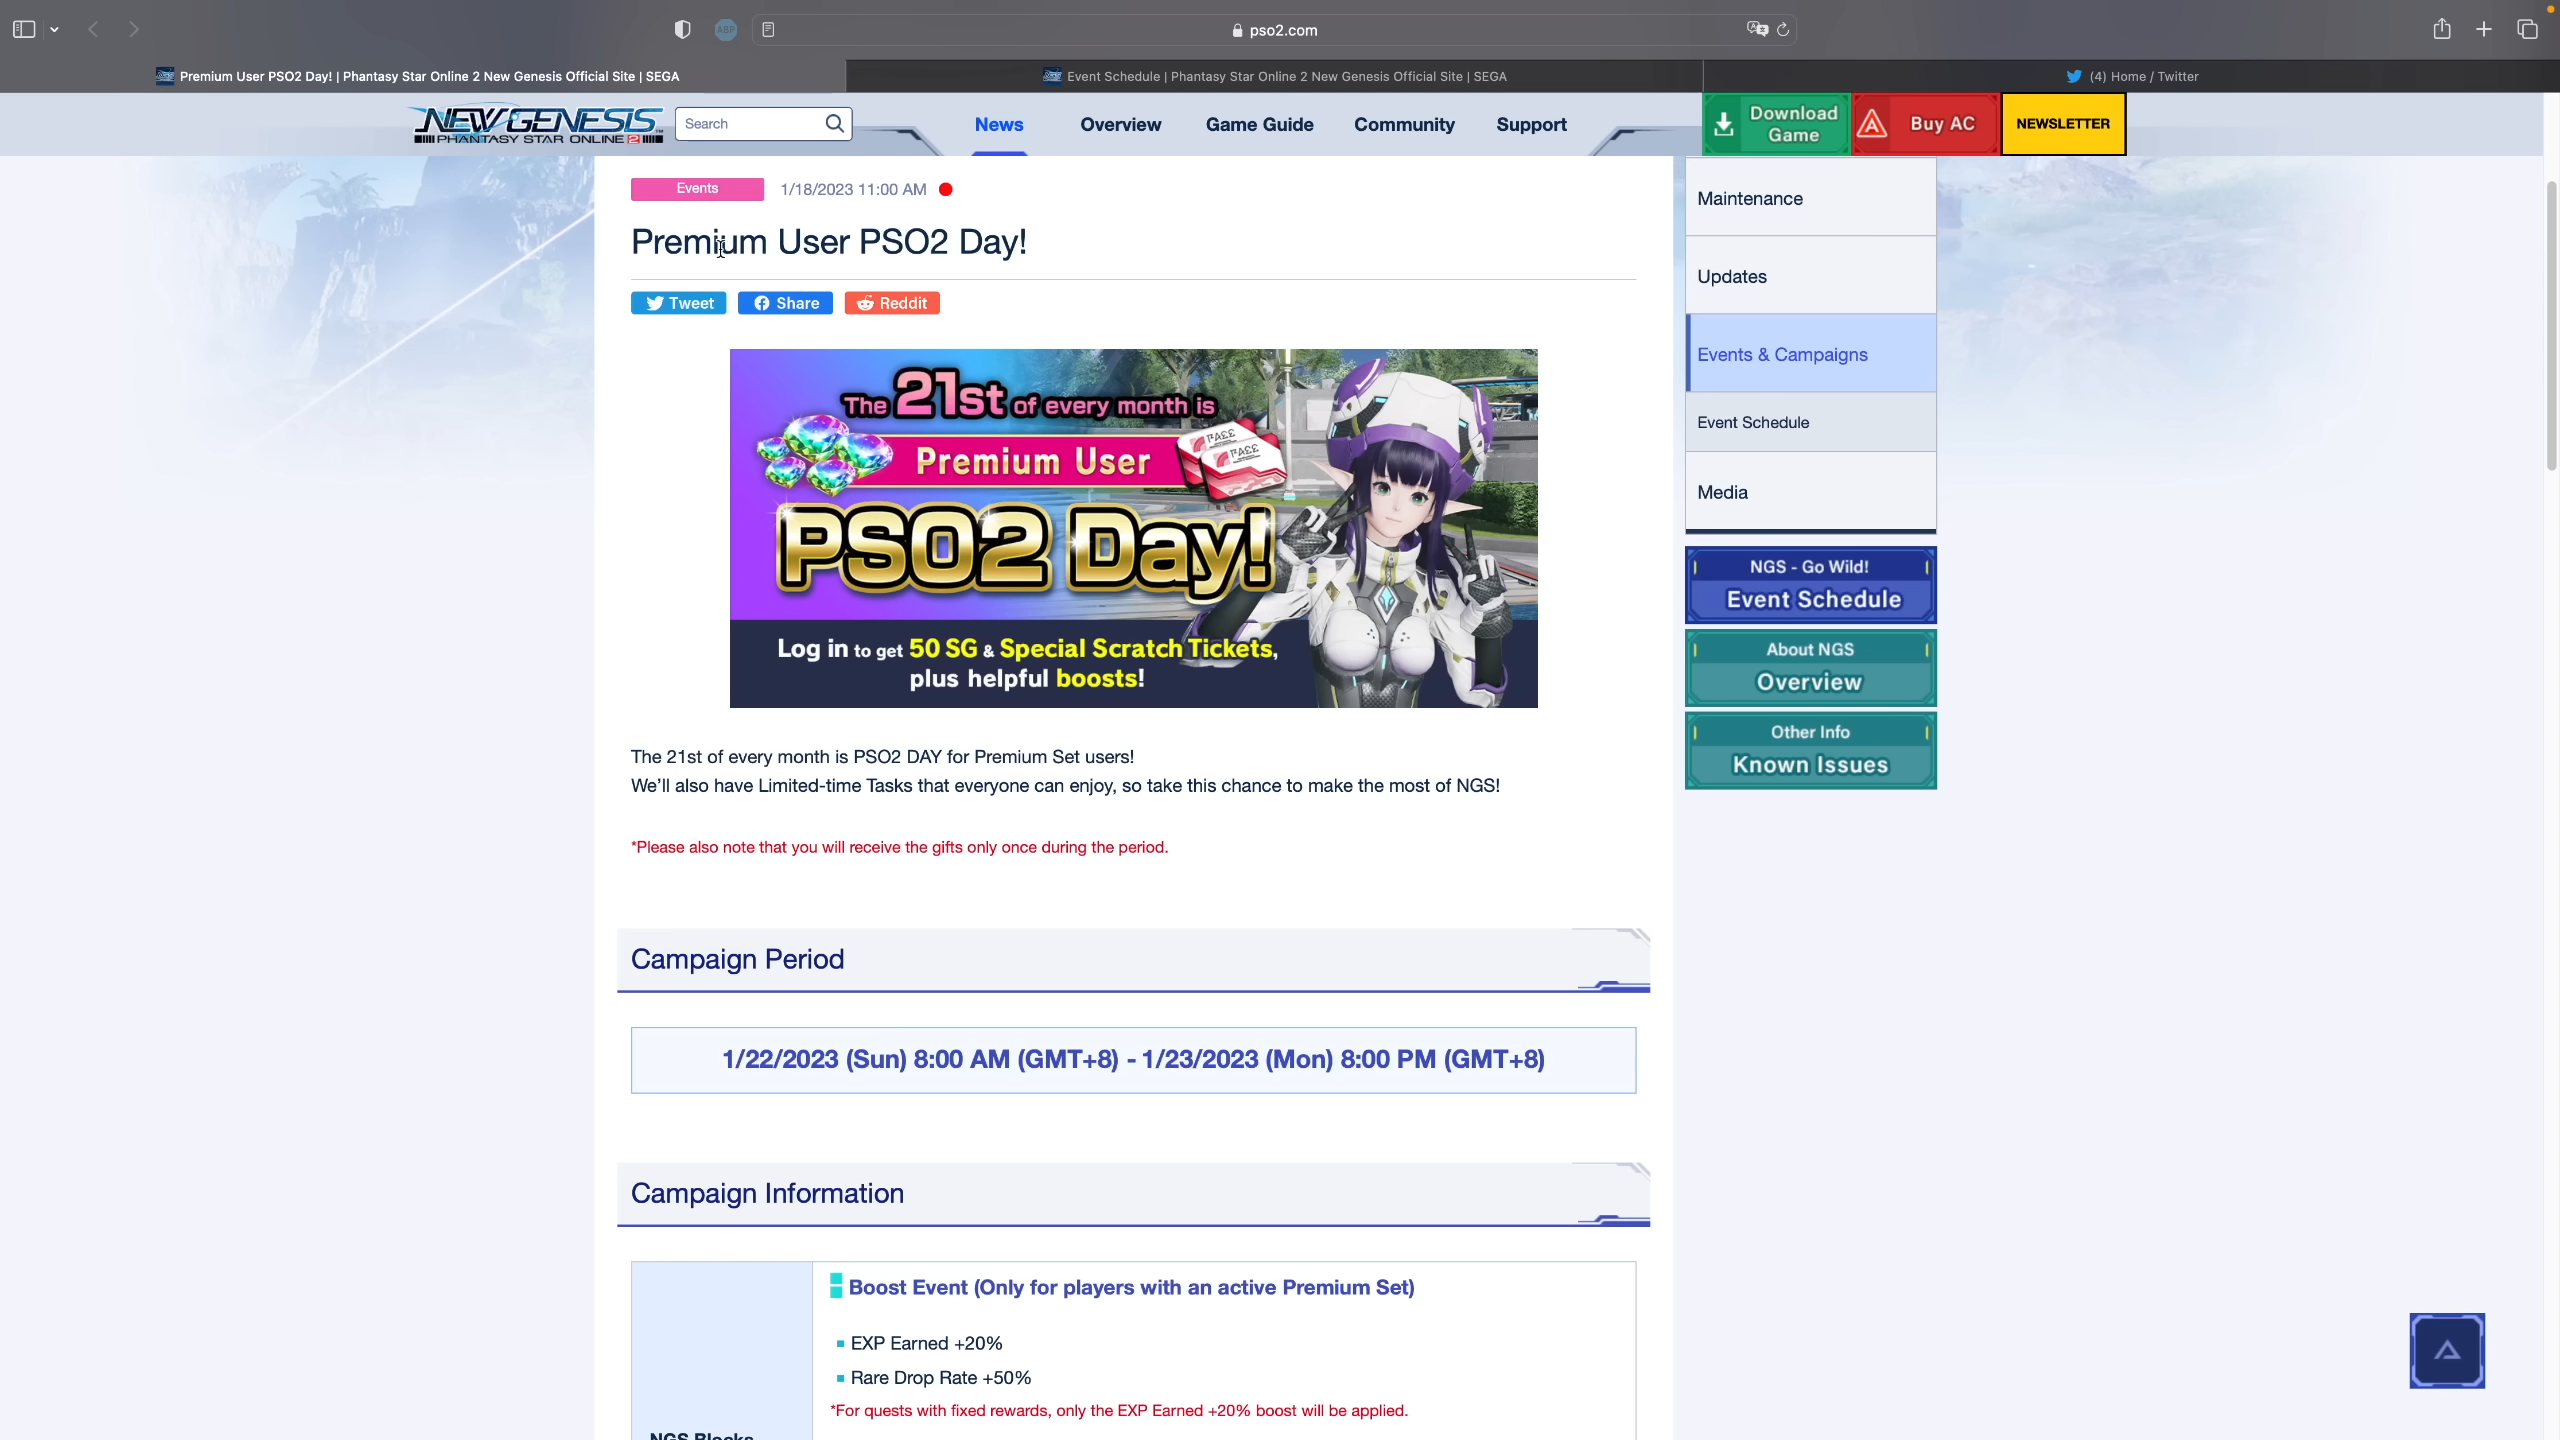 pso2.com
Premium User PSO2 Day! | Phantasy Star Online 2 New Genesis Official Site | SEGA
Event Schedule | Phantasy Star Online 2 New Genesis Official Site | SEGA
(4) Home / Twitter
ABP
NEW GENESIS
PHANTASY STAR ONLINE 2
Search
News
Overview
Game Guide
Community
Support
Download
Game
Buy AC
NEWSLETTER
Events
1/18/2023 11:00 AM
Premium User PSO2 Day!
Tweet
Share
Reddit
The 21st of every month is
Premium User
PSO2 Day!
Log in to get 50 SG & Special Scratch Tickets,
plus helpful boosts!
The 21st of every month is PSO2 DAY for Premium Set users!
We'll also have Limited-time Tasks that everyone can enjoy, so take this chance to make the most of NGS!
*Please also note that you will receive the gifts only once during the period.
Campaign Period
1/22/2023 (Sun) 8:00 AM (GMT+8) - 1/23/2023 (Mon) 8:00 PM (GMT+8)
Campaign Information
Boost Event (Only for players with an active Premium Set)
EXP Earned +20%
Rare Drop Rate +50%
*For quests with fixed rewards, only the EXP Earned +20% boost will be applied.
NGS Blocks
Maintenance
Updates
Events & Campaigns
Event Schedule
Media
NGS - Go Wild!
Event Schedule
About NGS
Overview
Other Info
Known Issues